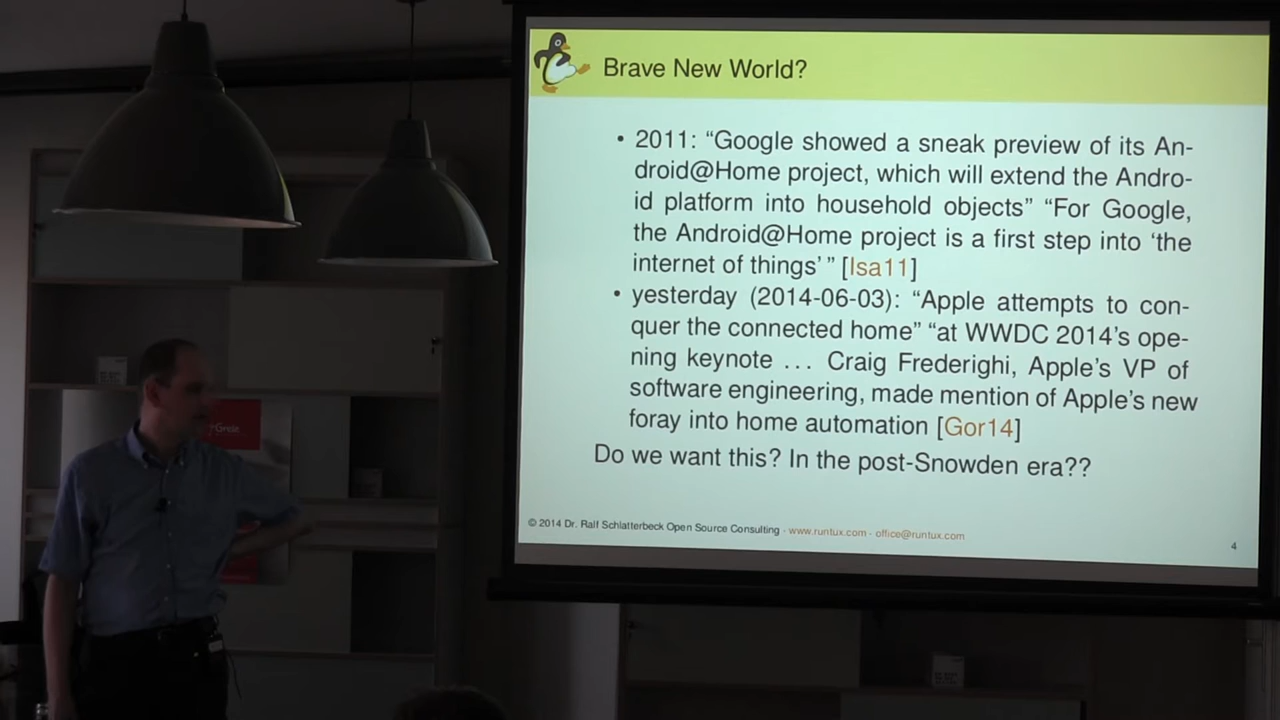 Brave New World?
• 2011: “Google showed a sneak preview of its An-
droid@Home project, which will extend the Andro-
id platform into household objects” “For Google,
the Android@Home project is a first step into ‘the
internet of things’ ” [Isa11]
• yesterday (2014-06-03): “Apple attempts to con-
quer the connected home” “at WWDC 2014’s ope-
ning keynote ... Craig Frederighi, Apple’s VP of
software engineering, made mention of Apple’s new
foray into home automation [Gor14]
Do we want this? In the post-Snowden era??
© 2014 Dr. Ralf Schlatterbeck Open Source Consulting · www.runtux.com · office@runtux.com
4